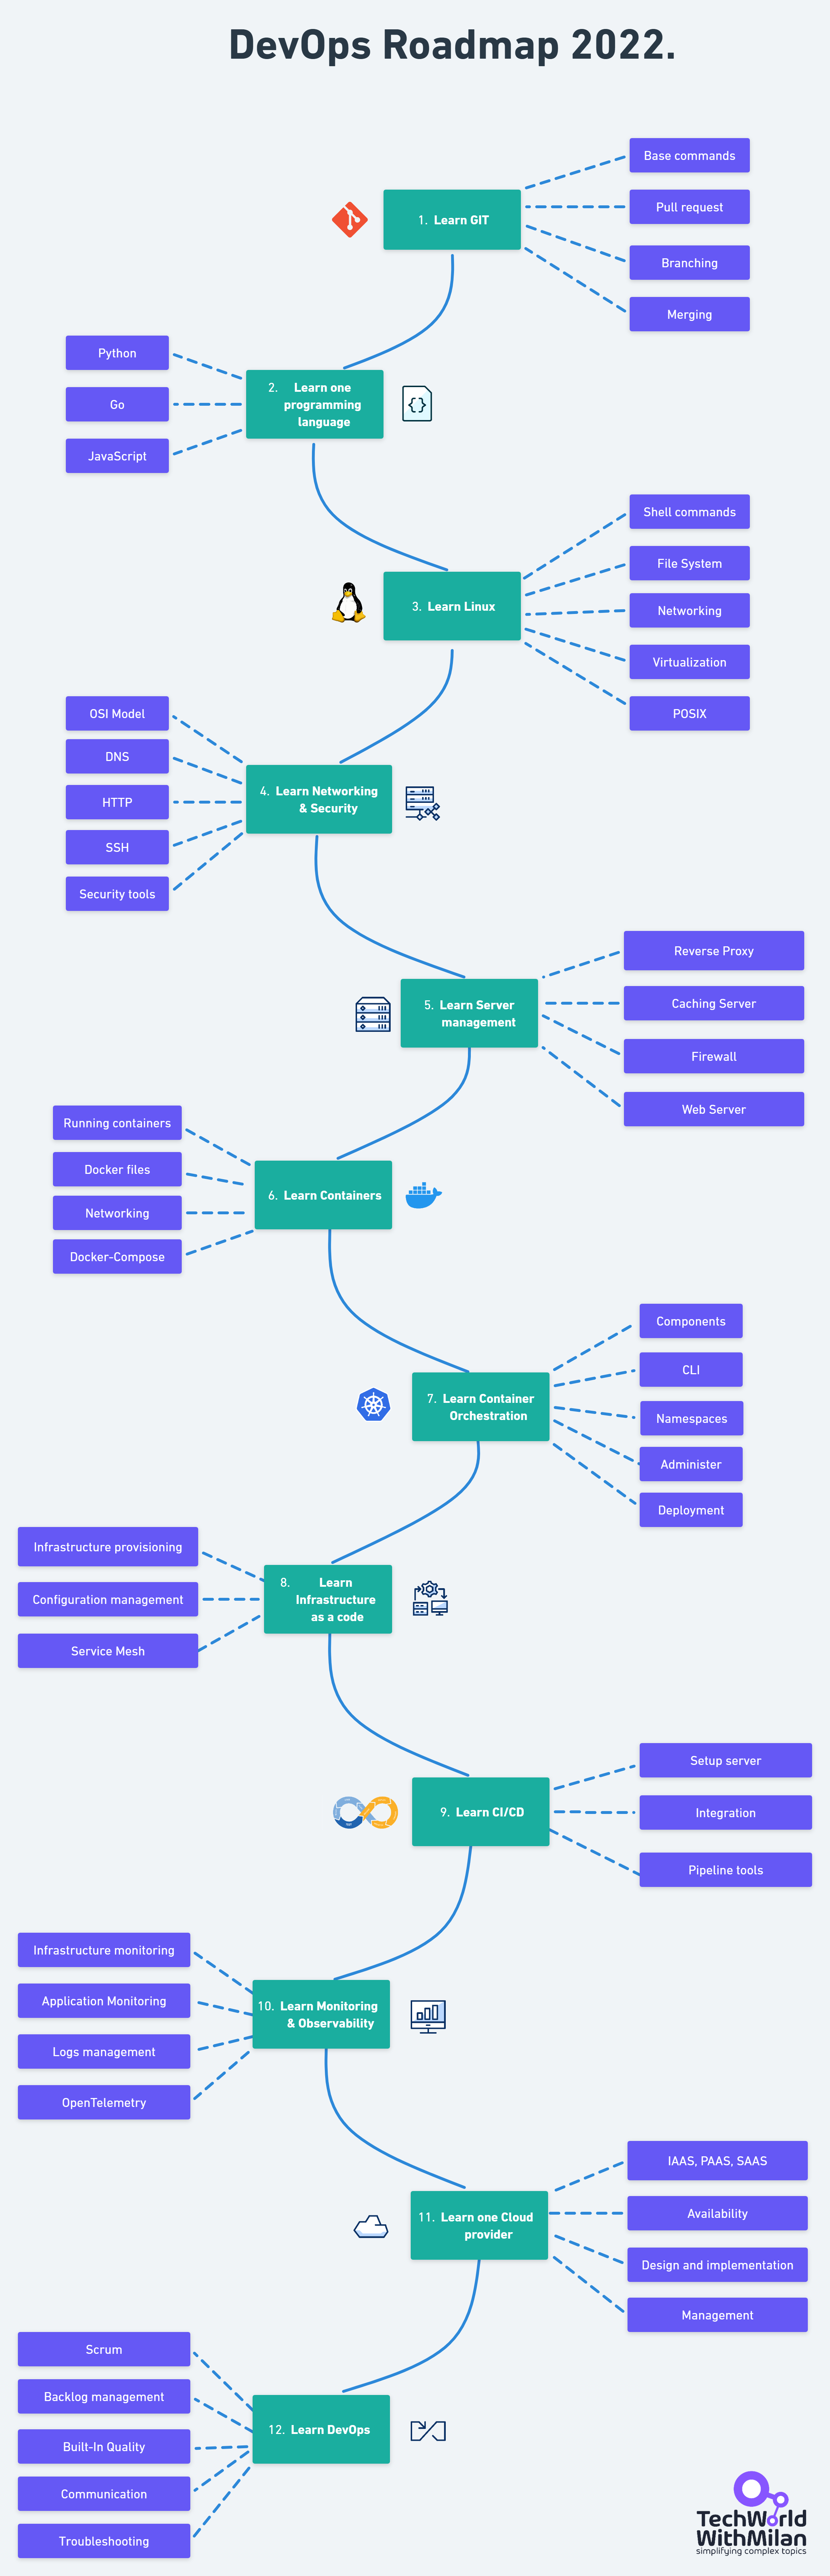 DevOps Roadmap 2022.
Base commands
Pull request
1. Learn GIT
Branching
Merging
Python
Go
JavaScript
2. Learn one
programming
language
{}
Shell commands
File System
3. Learn Linux
Networking
Virtualization
POSIX
OSI Model
DNS
HTTP
SSH
Security tools
4. Learn Networking
& Security
Reverse Proxy
Caching Server
5. Learn Server
management
Firewall
Web Server
Running containers
Docker files
Networking
Docker-Compose
6. Learn Containers
Components
CLI
7. Learn Container
Orchestration
Namespaces
Administer
Deployment
Infrastructure provisioning
Configuration management
Service Mesh
8. Learn
Infrastructure
as a code
Setup server
9. Learn CI/CD
Integration
Pipeline tools
Infrastructure monitoring
Application Monitoring
Logs management
OpenTelemetry
10. Learn Monitoring
& Observability
IAAS, PAAS, SAAS
Availability
11. Learn one Cloud
provider
Design and implementation
Management
Scrum
Backlog management
Built-In Quality
Communication
Troubleshooting
12. Learn DevOps
TechWorld
WithMilan
simplifying complex topics